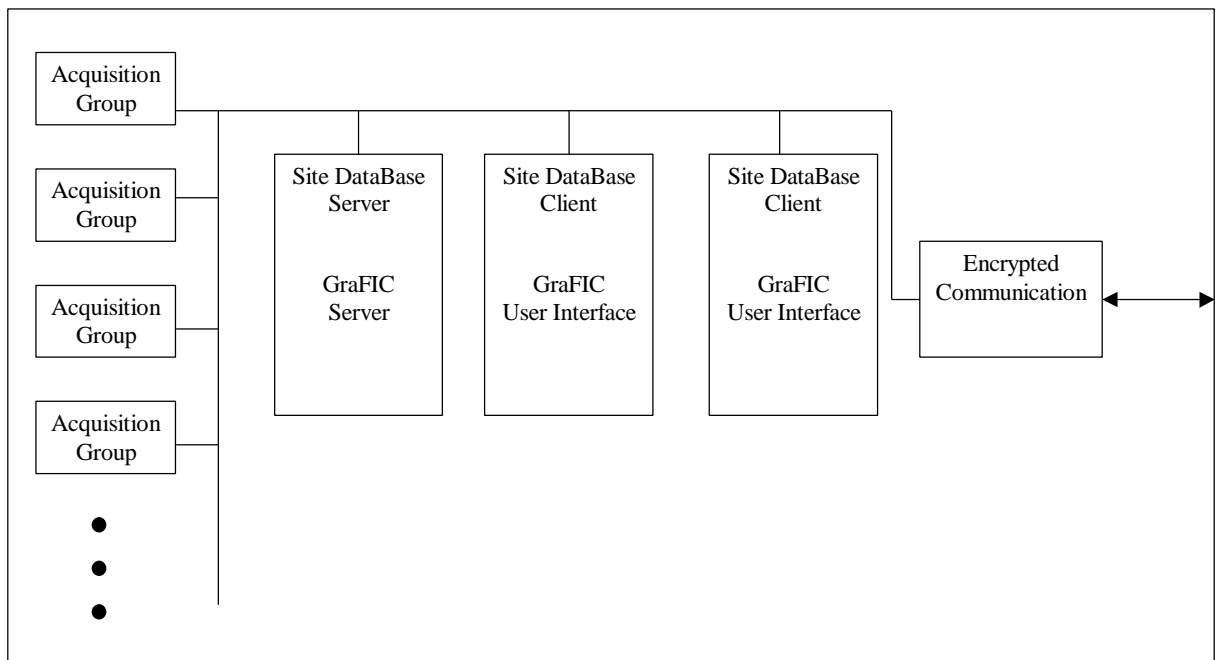 Acquisition
Group
Acquisition
Group
Acquisition
Group
Acquisition
Group
Site DataBase
Server
GraFIC
Server
Site DataBase
Client
GraFIC
User Interface
Site DataBase
Client
GraFIC
User Interface
Encrypted
Communication